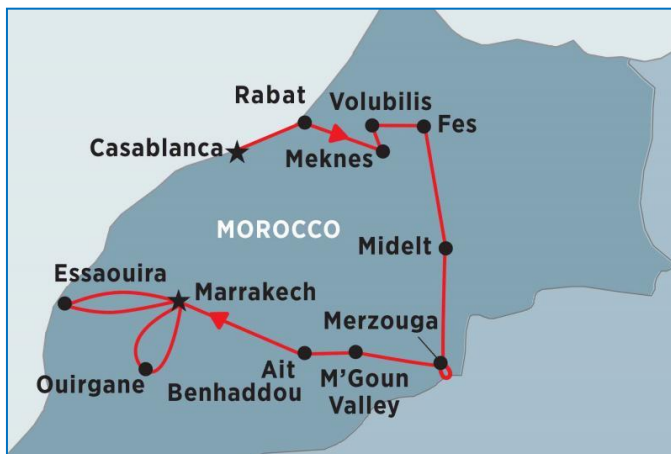 Rabat
Volubilis
Fes
Casablanca
Meknes
MOROCCO
Midelt
Essaouira
Marrakech
Merzouga
Ouirgane
Ait
Benhaddou
M'Goun
Valley